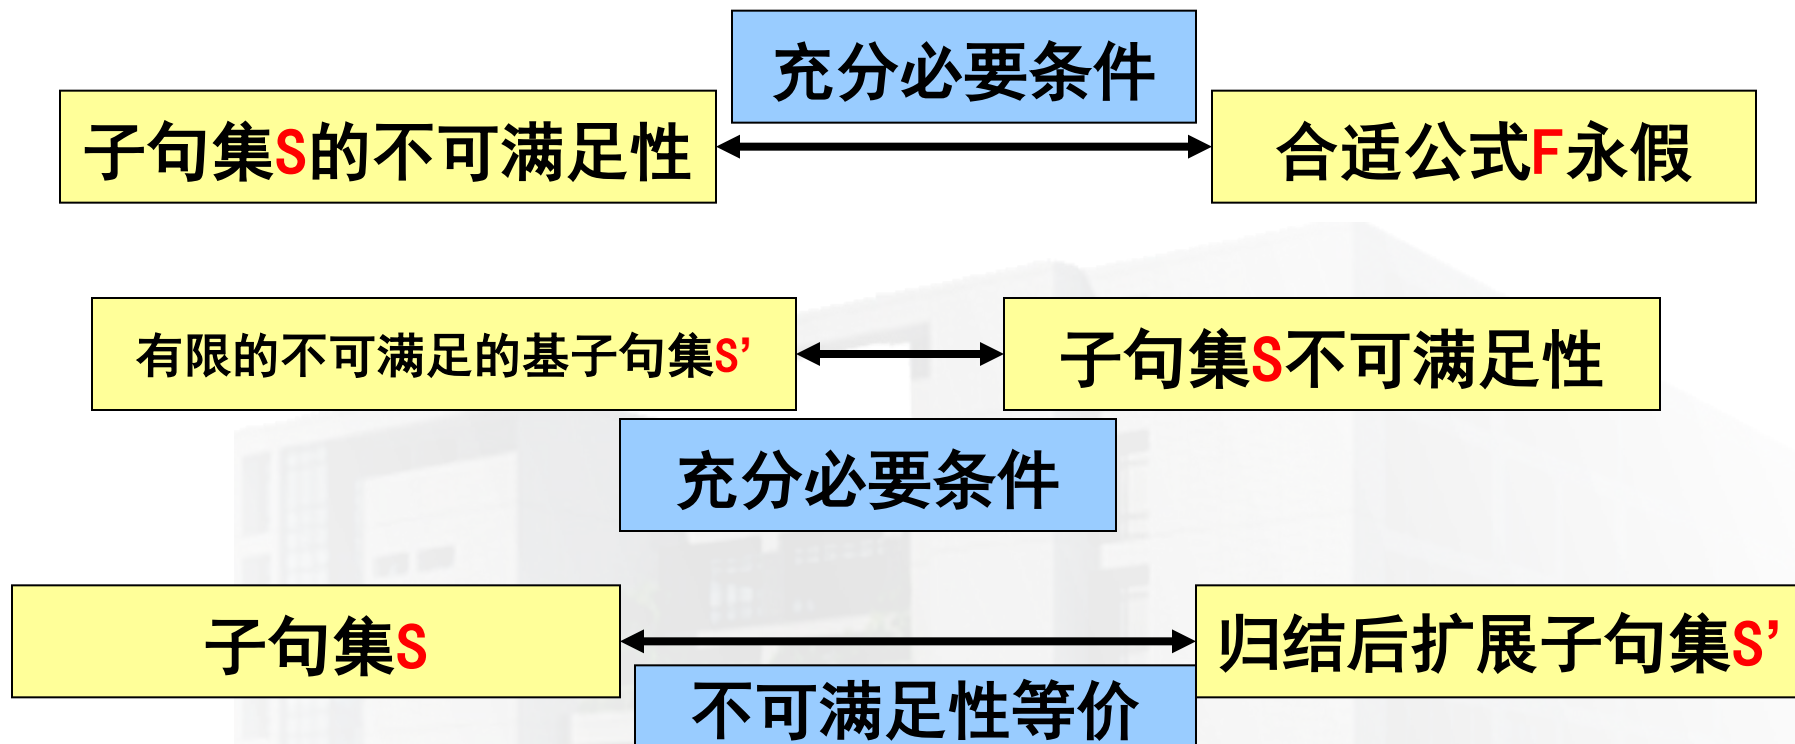 充分必要条件
子句集S的不可满足性
合适公式F永假
有限的不可满足的基子句集S’
子句集S不可满足性
充分必要条件
子句集S
归结后扩展子句集S’
不可满足性等价